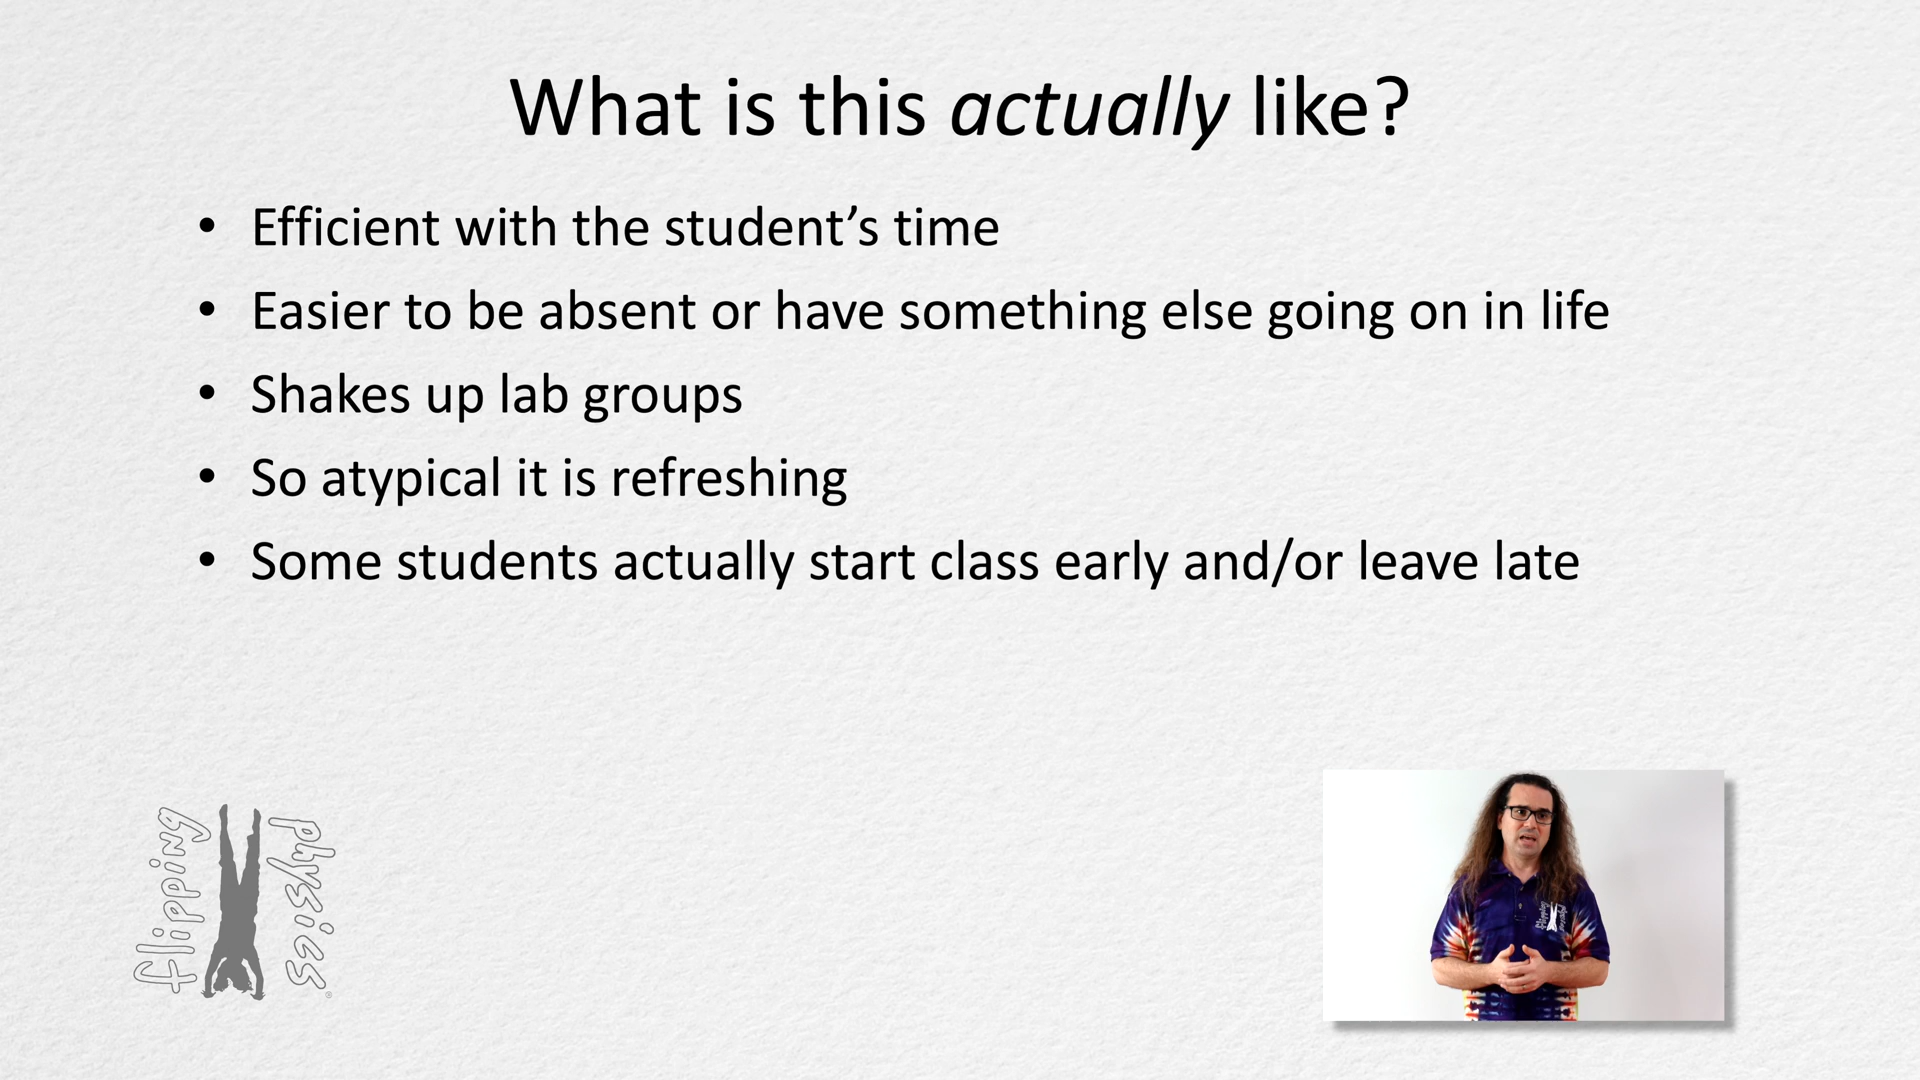 What is this actually like?
• Efficient with the student’s time
• Easier to be absent or have something else going on in life
• Shakes up lab groups
• So atypical it is refreshing
• Some students actually start class early and/or leave late
flipping
physics®
flipping
physics